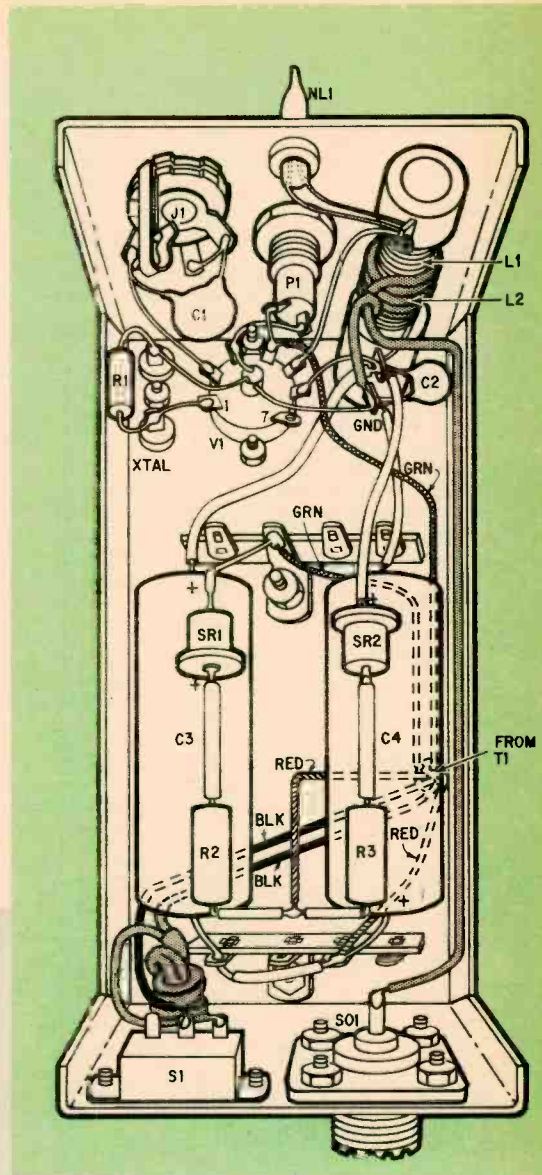 NL1
J1
P1
L1
L2
C1
R1
C2
1
7
GND
V1
XTAL
GRN
GRN
+
+
SR1
SR2
+
C3
C4
RED
FROM
T1
BLK
RED
R2
R3
BLK
+
SO1
S1